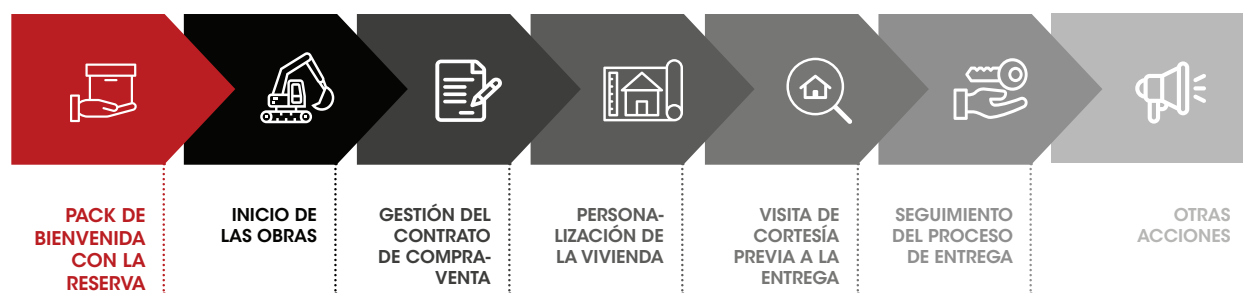 PACK DE
BIENVENIDA
CON LA
RESERVA
INICIO DE
LAS OBRAS
GESTIÓN DEL
CONTRATO
DE COMPRA-
VENTA
PERSONA-
LIZACIÓN DE
LA VIVIENDA
VISITA DE
CORTESÍA
PREVIA A LA
ENTREGA
SEGUIMIENTO
DEL PROCESO
DE ENTREGA
OTRAS
ACCIONES